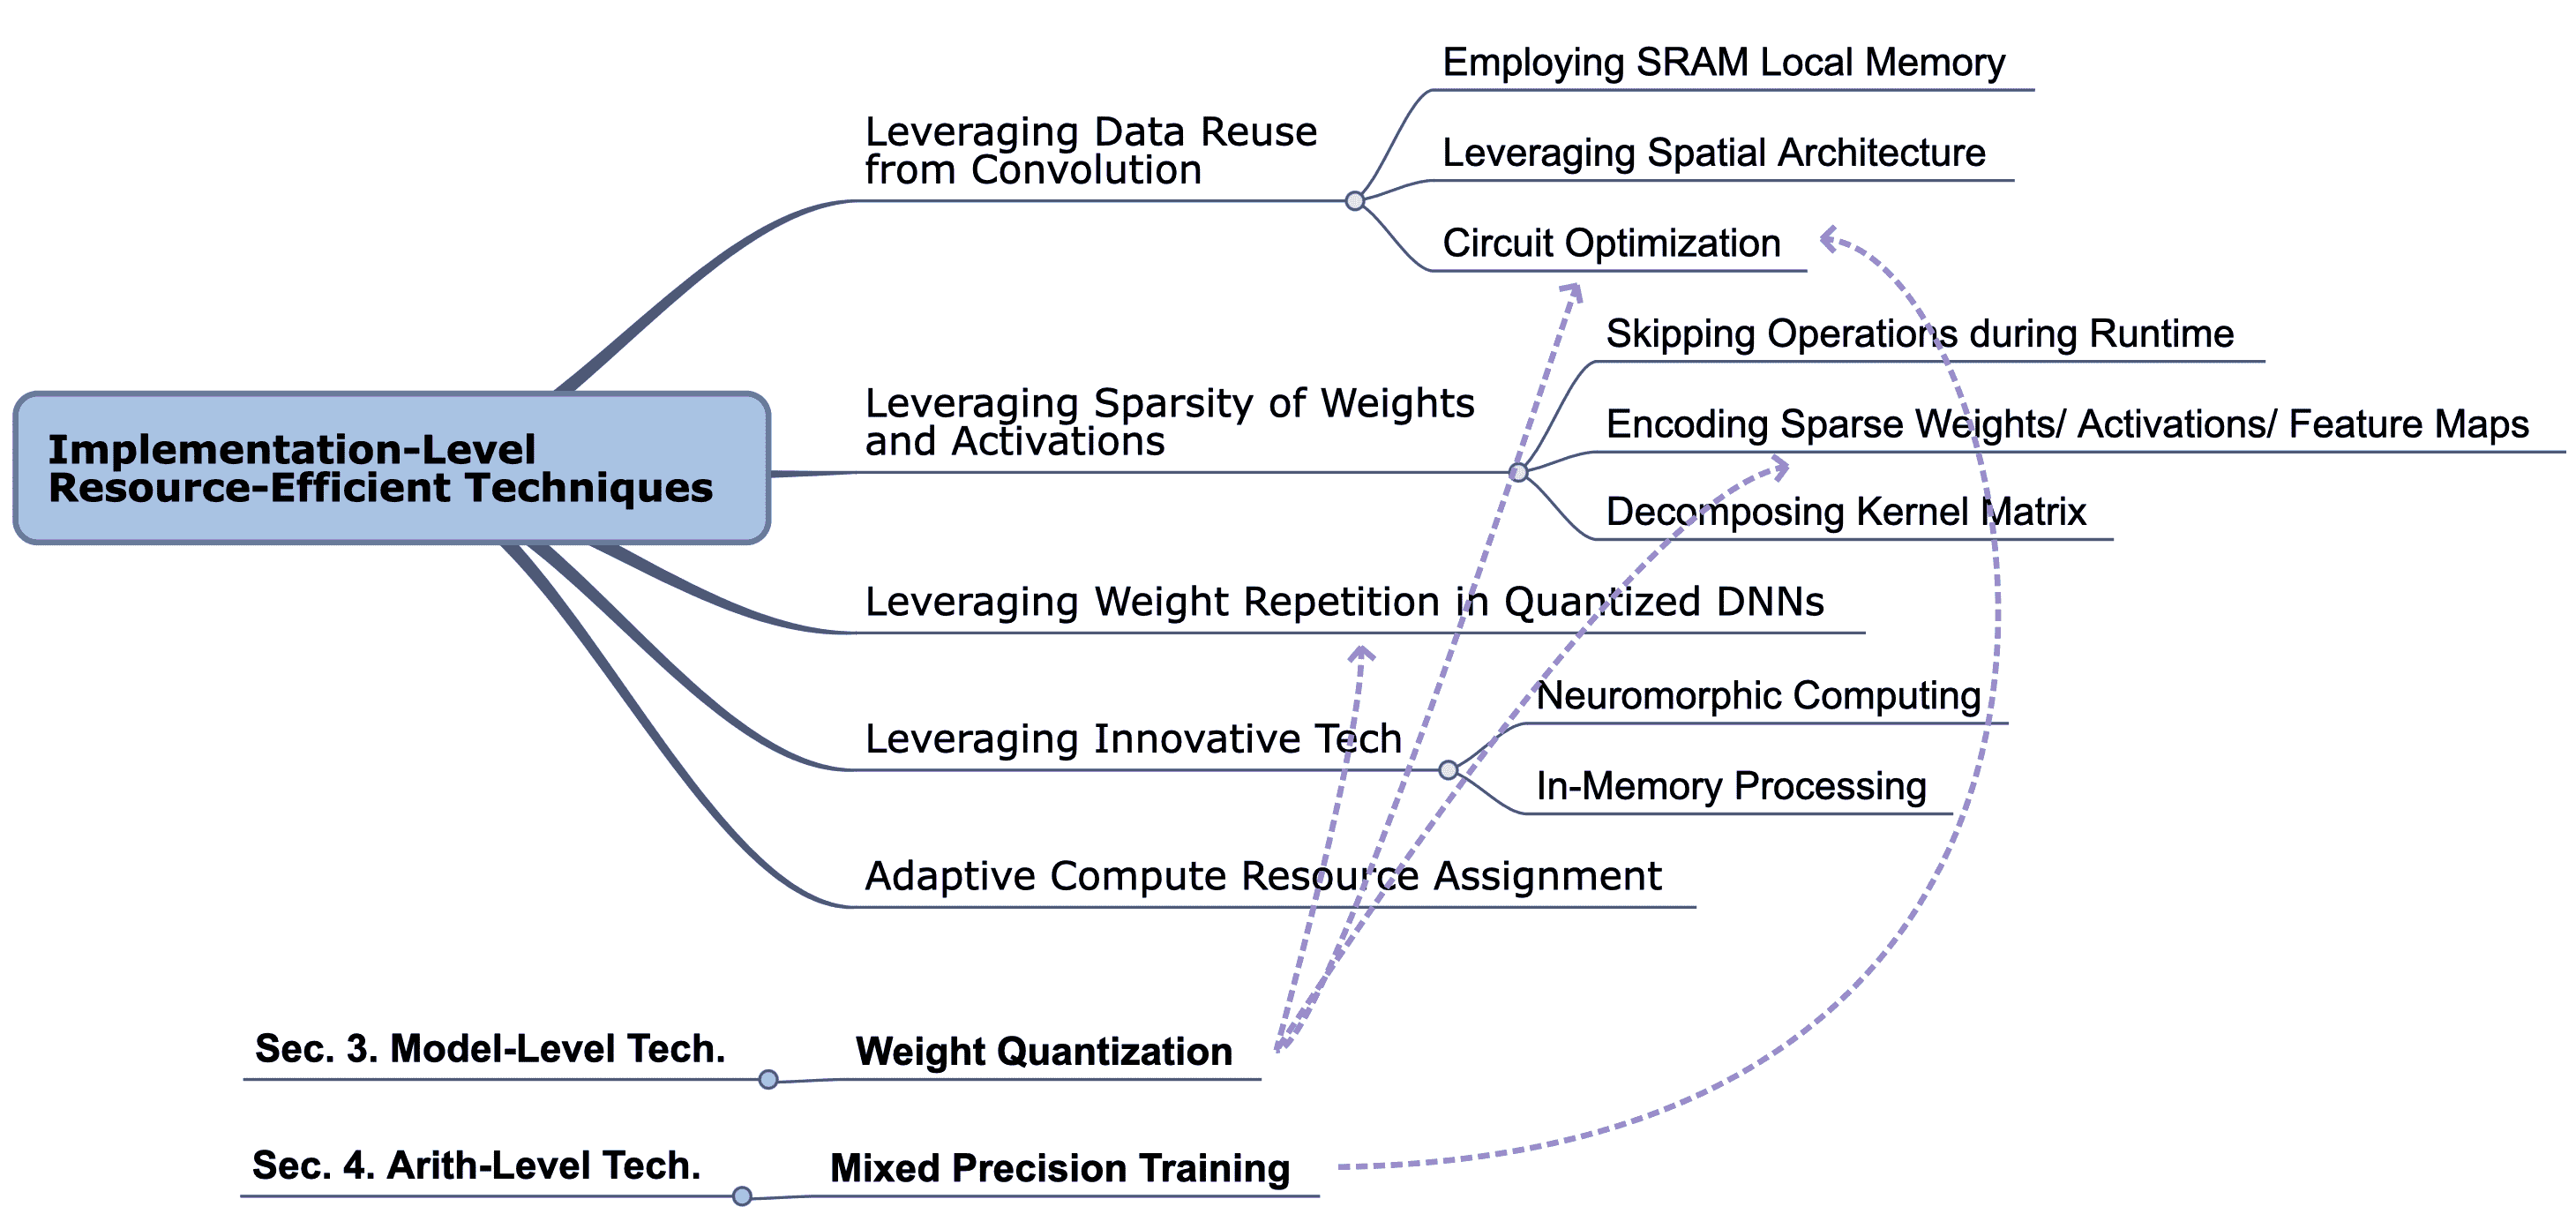 Employing SRAM Local Memory
Leveraging Data Reuse
from Convolution
Leveraging Spatial Architecture
Circuit Optimization
Skipping Operations during Runtime
Leveraging Sparsity of Weights
and Activations
Encoding Sparse Weights/ Activations/ Feature Maps
Implementation-Level
Resource-Efficient Techniques
Decomposing Kernel Matrix
Leveraging Weight Repetition in Quantized DNNs
Neuromorphic Computing
Leveraging Innovative Tech
In-Memory Processing
Adaptive Compute Resource Assignment
Sec. 3. Model-Level Tech.
Weight Quantization
Sec. 4. Arith-Level Tech.
Mixed Precision Training